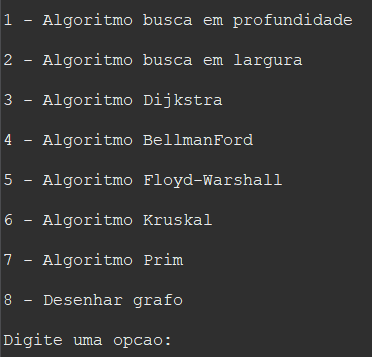 1 - Algoritmo busca em profundidade
2 - Algoritmo busca em largura
3 - Algoritmo Dijkstra
4 - Algoritmo BellmanFord
5 - Algoritmo Floyd-Warshall
6 - Algoritmo Kruskal
7 - Algoritmo Prim
8 - Desenhar grafo
Digite uma opcao: